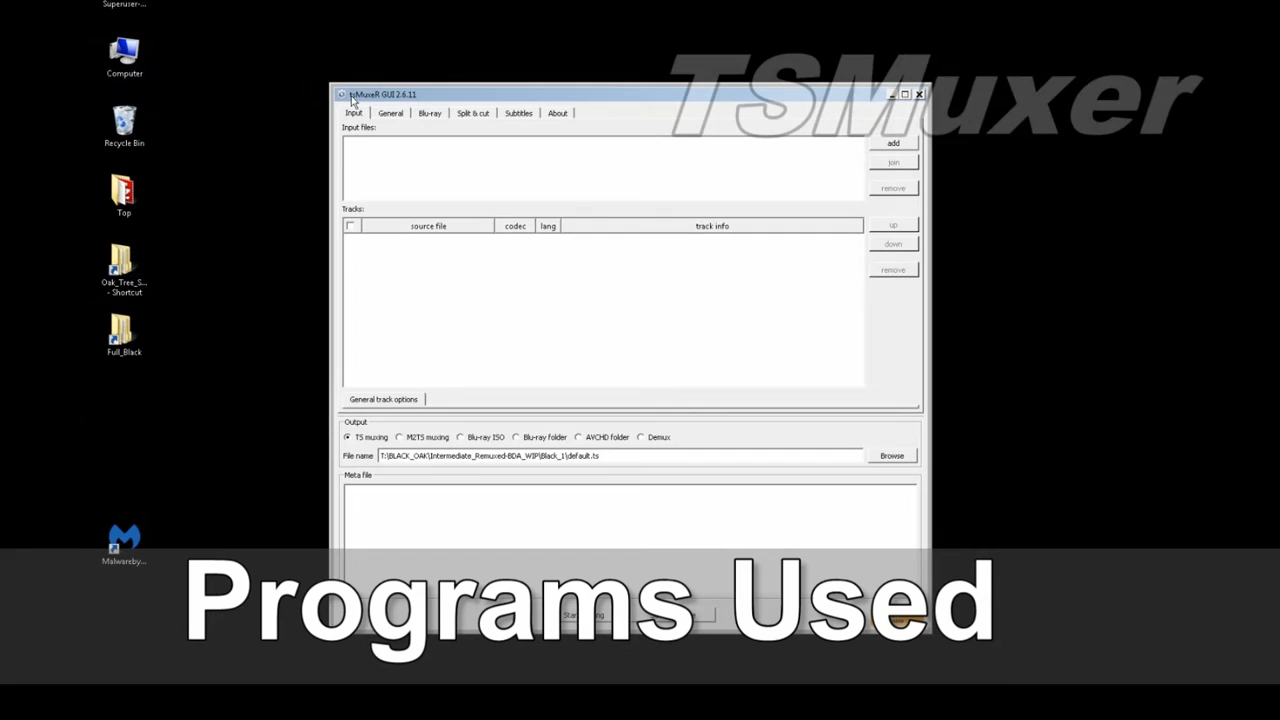 Superuser-...
Computer
Recycle Bin
Top
Oak_Tree_S...
- Shortcut
Full_Black
Malwareby...
TSMuxer
tsMuxeR GUI 2.6.11
Input General Blu-ray Split & cut Subtitles About
Input files:
add
join
remove
Tracks:
source file codec lang track info
up
down
remove
General track options
Output
TS muxing M2TS muxing Blu-ray ISO Blu-ray folder AVCHD folder Demux
File name T:\BLACK_OAK\Intermediate_Remuxed-BDA_WIP\Black_1\default.ts Browse
Meta file
Programs Used